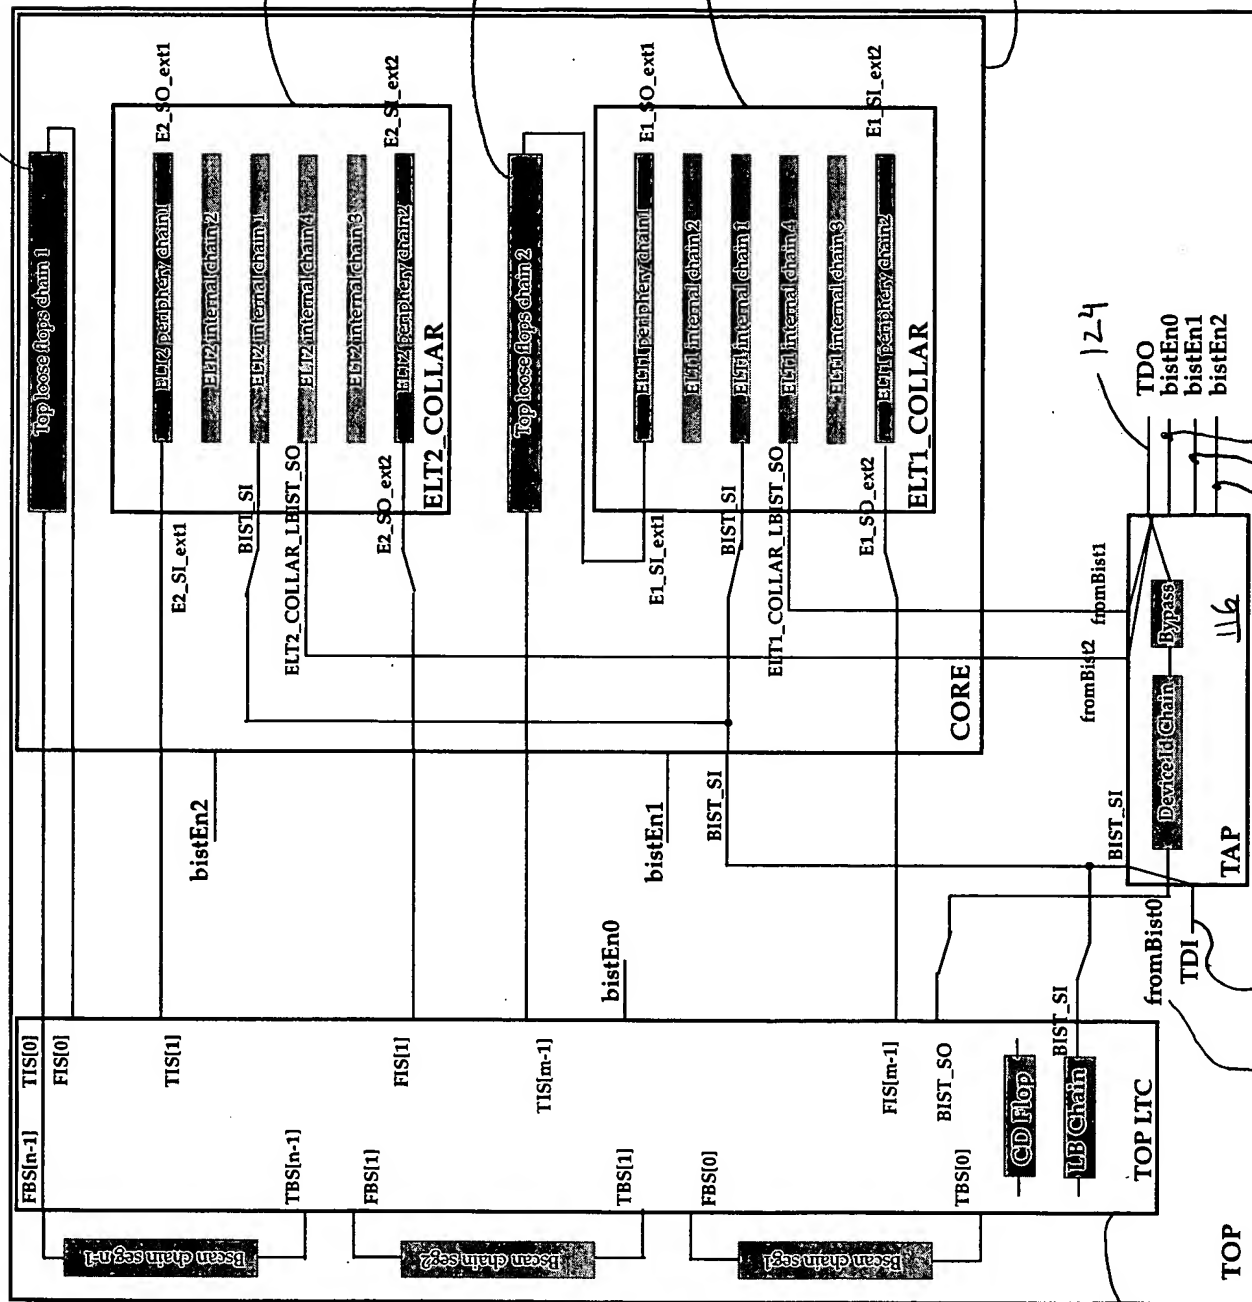 Top loose flops chain 1
E2_SO_ext1
ELT2 periphery chain1
ELT2 internal chain 2
ELT2 internal chain 1
ELT2 internal chain 4
ELT2 internal chain 3
ELT2 periphery chain2
E2_SI_ext2
ELT2_COLLAR
E2_SI_ext1
BIST_SI
ELT2_COLLAR_LBIST_SO
E2_SO_ext2
Top loose flops chain 2
E1_SO_ext1
ELT1 periphery chain1
ELT1 internal chain 2
ELT1 internal chain 1
ELT1 internal chain 4
ELT1 internal chain 3
ELT1 periphery chain2
E1_SI_ext2
ELT1_COLLAR
E1_SI_ext1
BIST_SI
ELT1_COLLAR_LBIST_SO
E1_SO_ext2
CORE
bistEn2
bistEn1
BIST_SI
bistEn0
124
TDO
bistEn0
bistEn1
bistEn2
fromBist1
fromBist2
Bypass
116
Device Id Chain
BIST_SI
TAP
fromBist0
TDI
TIS[0]
FIS[0]
TIS[1]
FIS[1]
TIS[m-1]
FIS[m-1]
BIST_SO
BIST_SI
FBS[n-1]
TBS[n-1]
FBS[1]
TBS[1]
FBS[0]
TBS[0]
CD Flop
LB Chain
TOP LTC
Bscan chain seg n-1
Bscan chain seg2
Bscan chain seg1
TOP